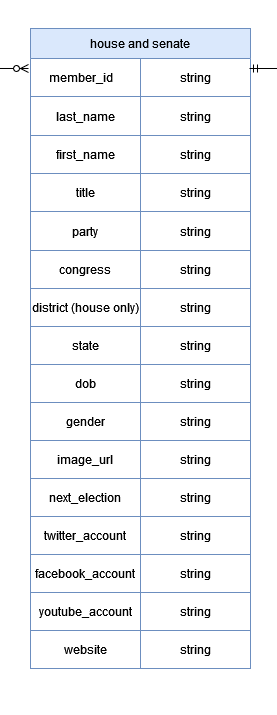 house and senate
member_id string
last_name string
first_name string
title string
party string
congress string
district (house only) string
state string
dob string
gender string
image_url string
next_election string
twitter_account string
facebook_account string
youtube_account string
website string